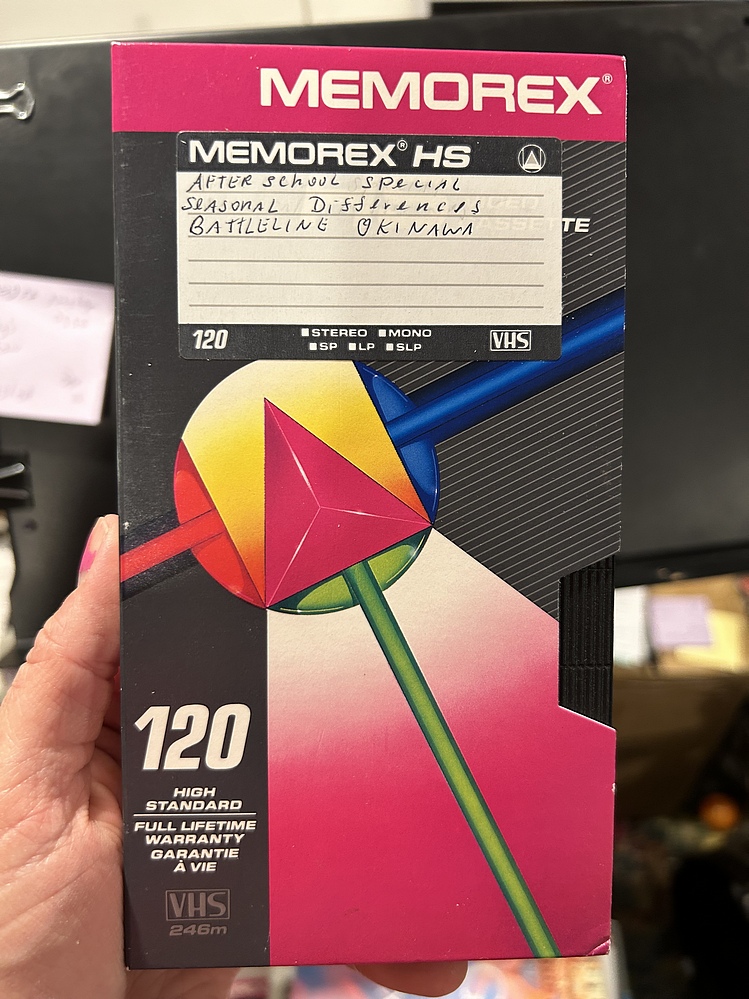 MEMOREX®
MEMOREX® HS
AFTER school special
SEASONAL Differences
BATTLELINE OKINAWA
120
STEREO MONO
SP LP SLP
VHS
120
HIGH
STANDARD
FULL LIFETIME
WARRANTY
GARANTIE
À VIE
VHS
246m